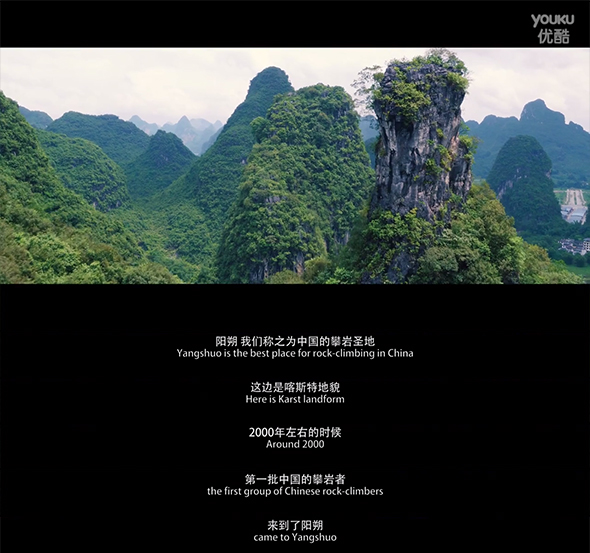 YOUKU
优酷
阳朔 我们称之为中国的攀岩圣地
Yangshuo is the best place for rock-climbing in China
这边是喀斯特地貌
Here is Karst landform
2000年左右的时候
Around 2000
第一批中国的攀岩者
the first group of Chinese rock-climbers
来到了阳朔
came to Yangshuo